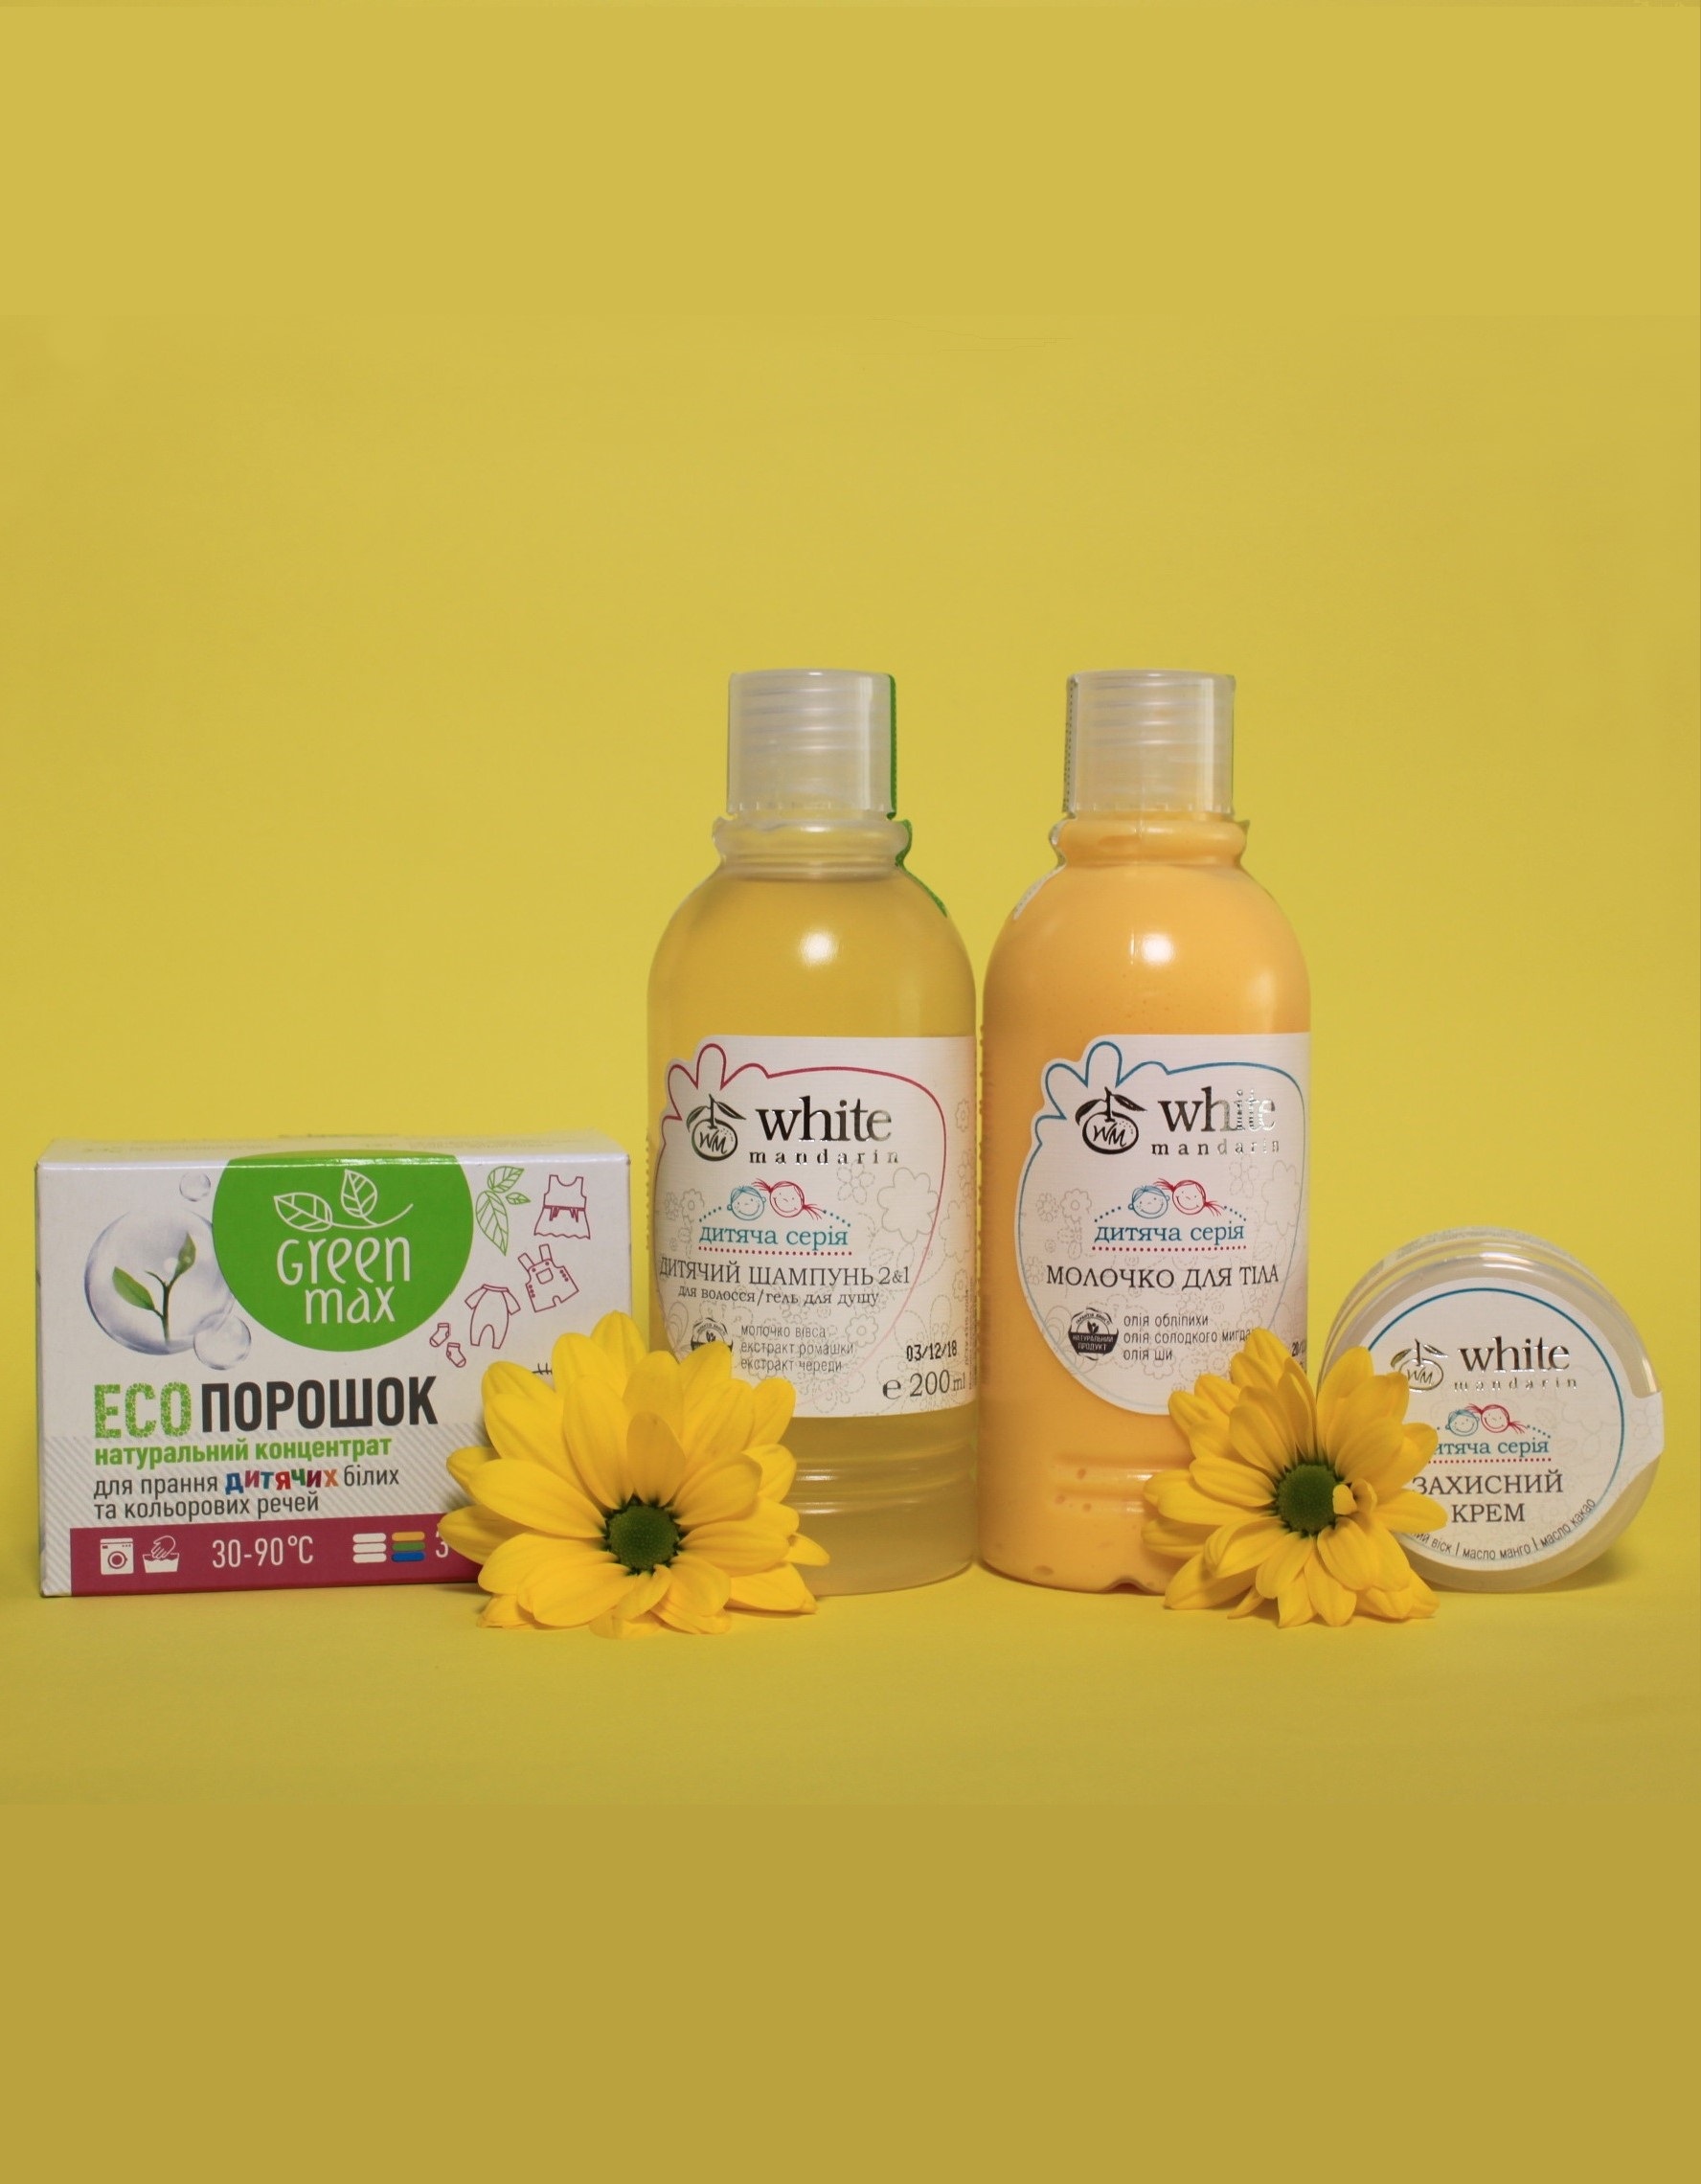 Green
max
ECO ПОРОШОК
натуральний концентрат
для прання дитячих білих
та кольорових речей
30-90°C
white
mandarin
дитяча серія
ДИТЯЧИЙ ШАМПУНЬ 2&1
для волосся/гель для душу
молочко вівса
екстракт ромашки
екстракт череди
03/12/18
e 200 ml
WM
white
mandarin
дитяча серія
МОЛОЧКО ДЛЯ ТІЛА
НАТУРАЛЬНИЙ
ПРОДУКТ
олія обліпихи
олія солодкого
олія ши
WM
white
mandarin
серія
ЗАХИСНИЙ
КРЕМ
віск | масло манго | масло какао
WM